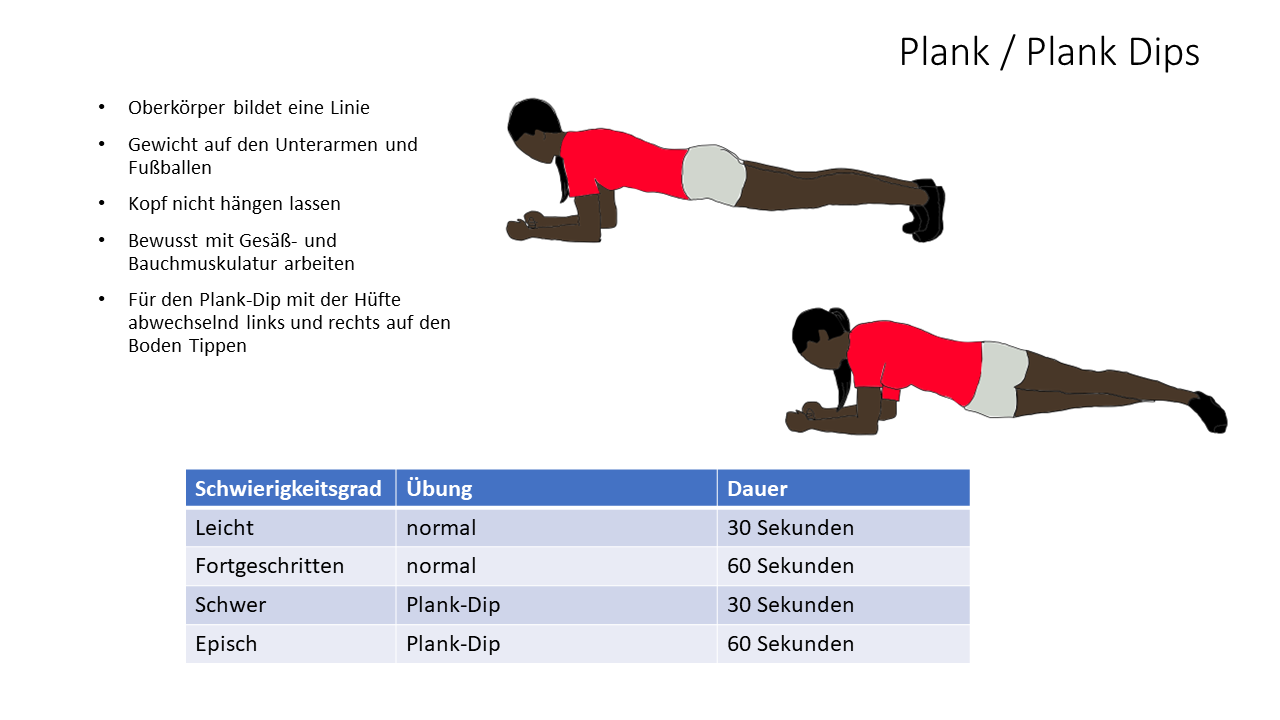 Plank / Plank Dips
• Oberkörper bildet eine Linie
• Gewicht auf den Unterarmen und
Fußballen
• Kopf nicht hängen lassen
• Bewusst mit Gesäß- und
Bauchmuskulatur arbeiten
• Für den Plank-Dip mit der Hüfte
abwechselnd links und rechts auf den
Boden Tippen
Schwierigkeitsgrad Übung Dauer
Leicht normal 30 Sekunden
Fortgeschritten normal 60 Sekunden
Schwer Plank-Dip 30 Sekunden
Episch Plank-Dip 60 Sekunden